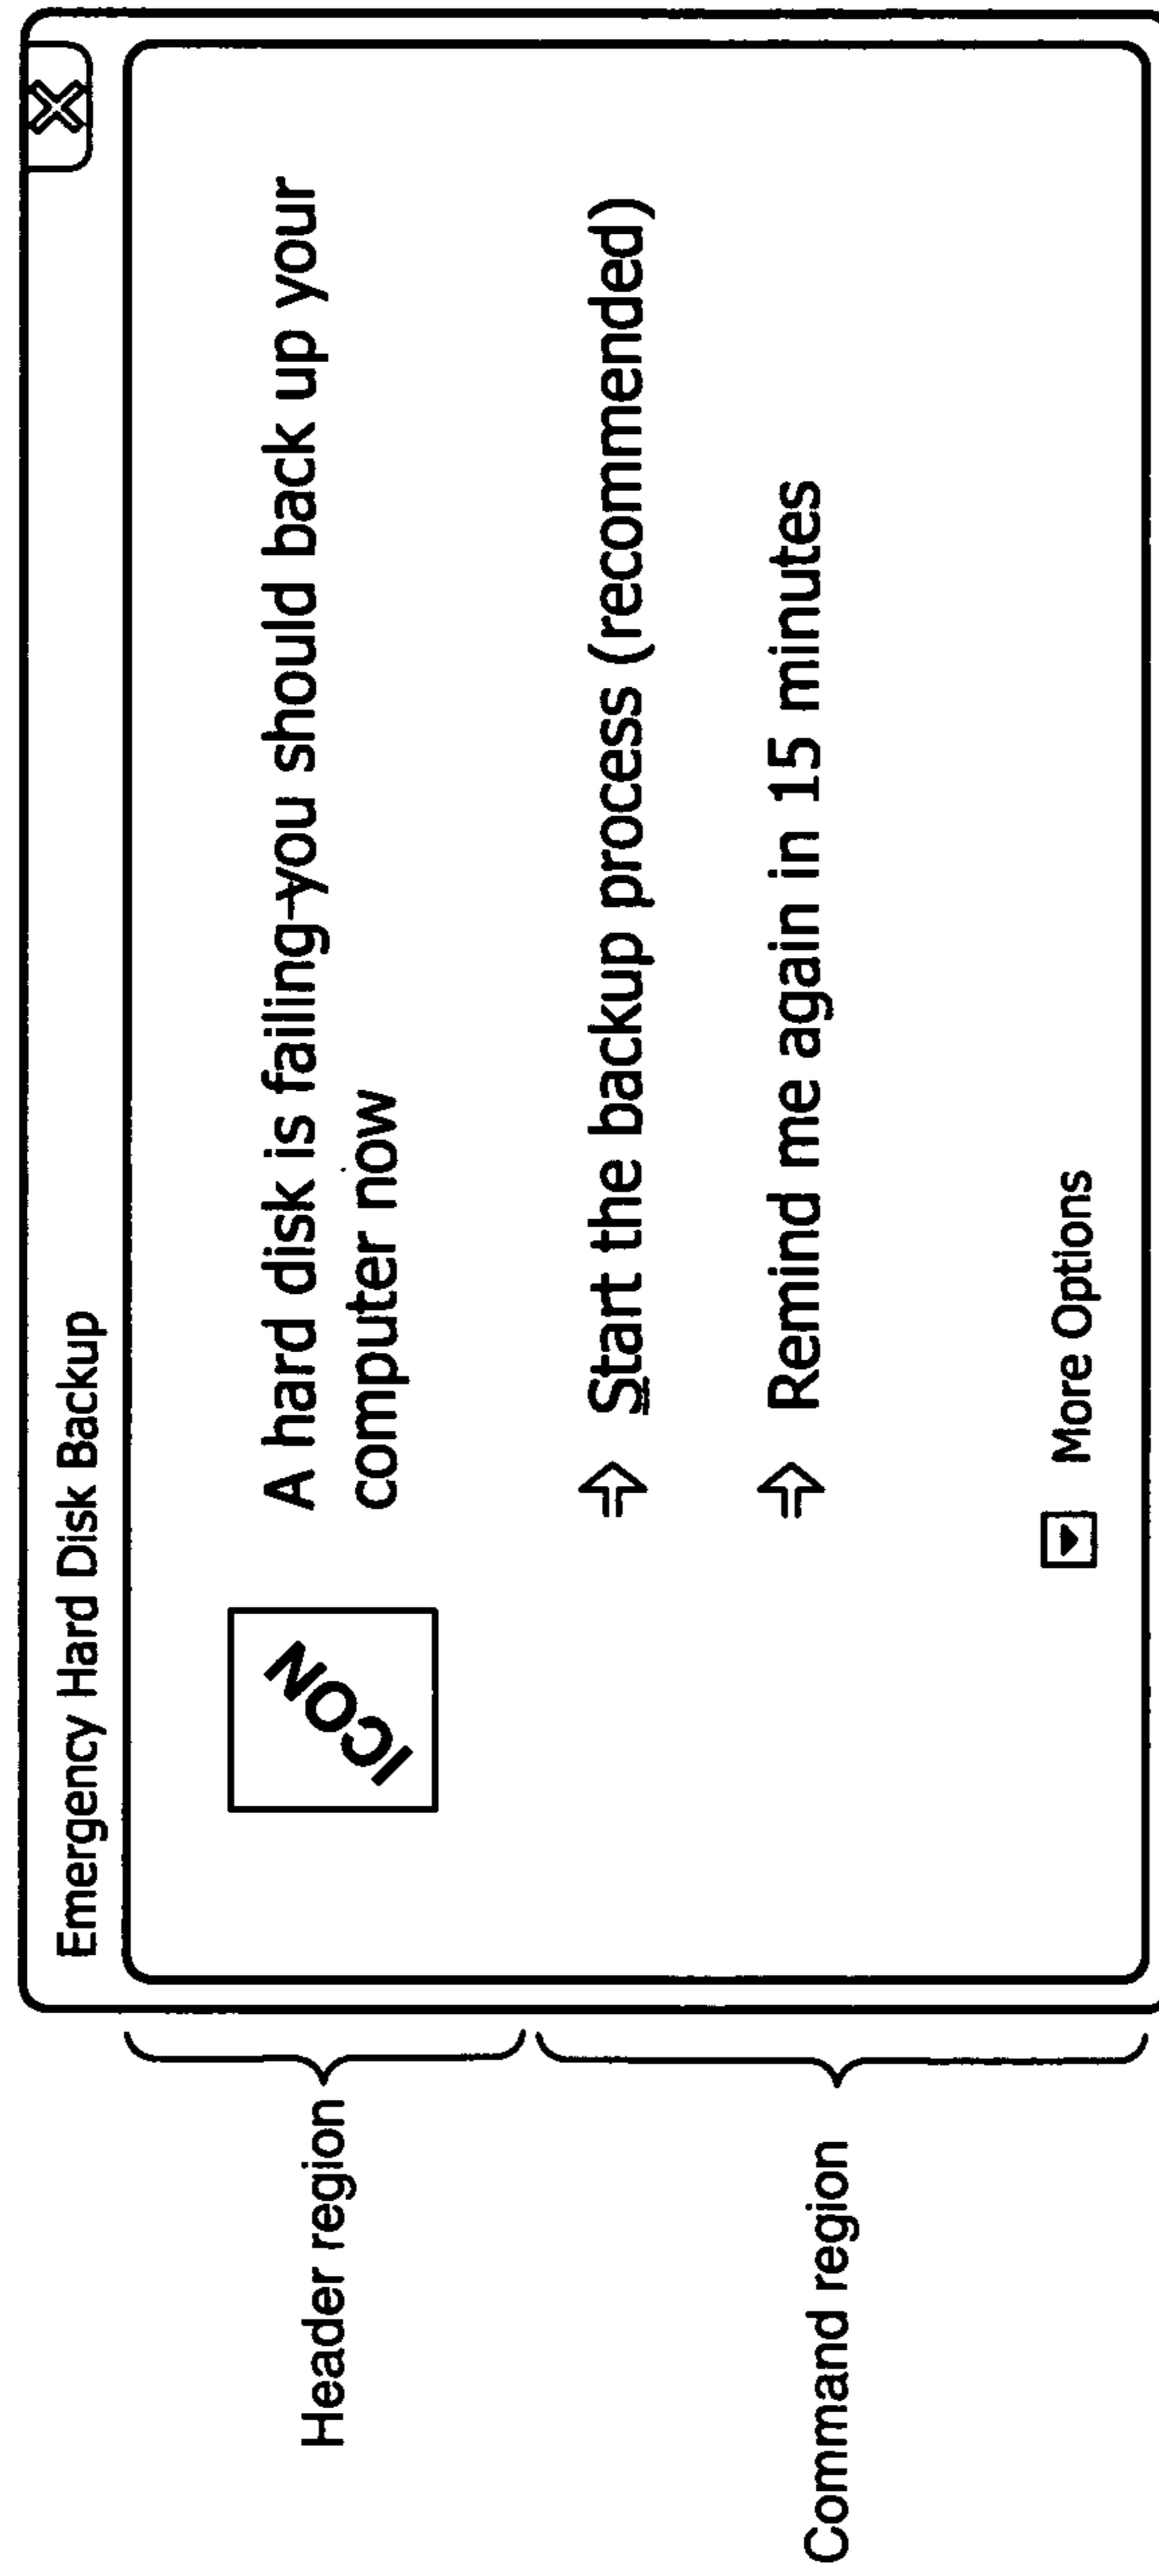 Emergency Hard Disk Backup
X
Header region
ICON
A hard disk is failing-you should back up your
computer now
Command region
Start the backup process (recommended)
Remind me again in 15 minutes
More Options